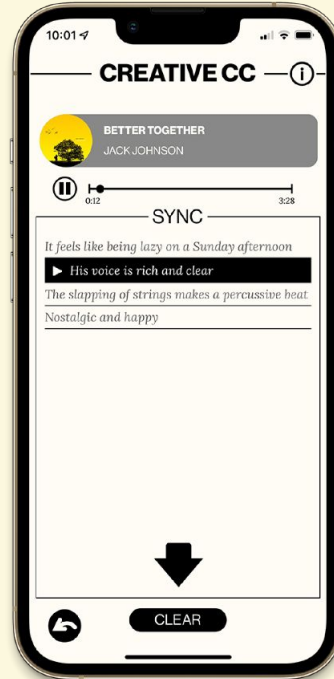 10:01
CREATIVE CC
i
BETTER TOGETHER
JACK JOHNSON
0:12
3:28
SYNC
It feels like being lazy on a Sunday afternoon
His voice is rich and clear
The slapping of strings makes a percussive beat
Nostalgic and happy
CLEAR